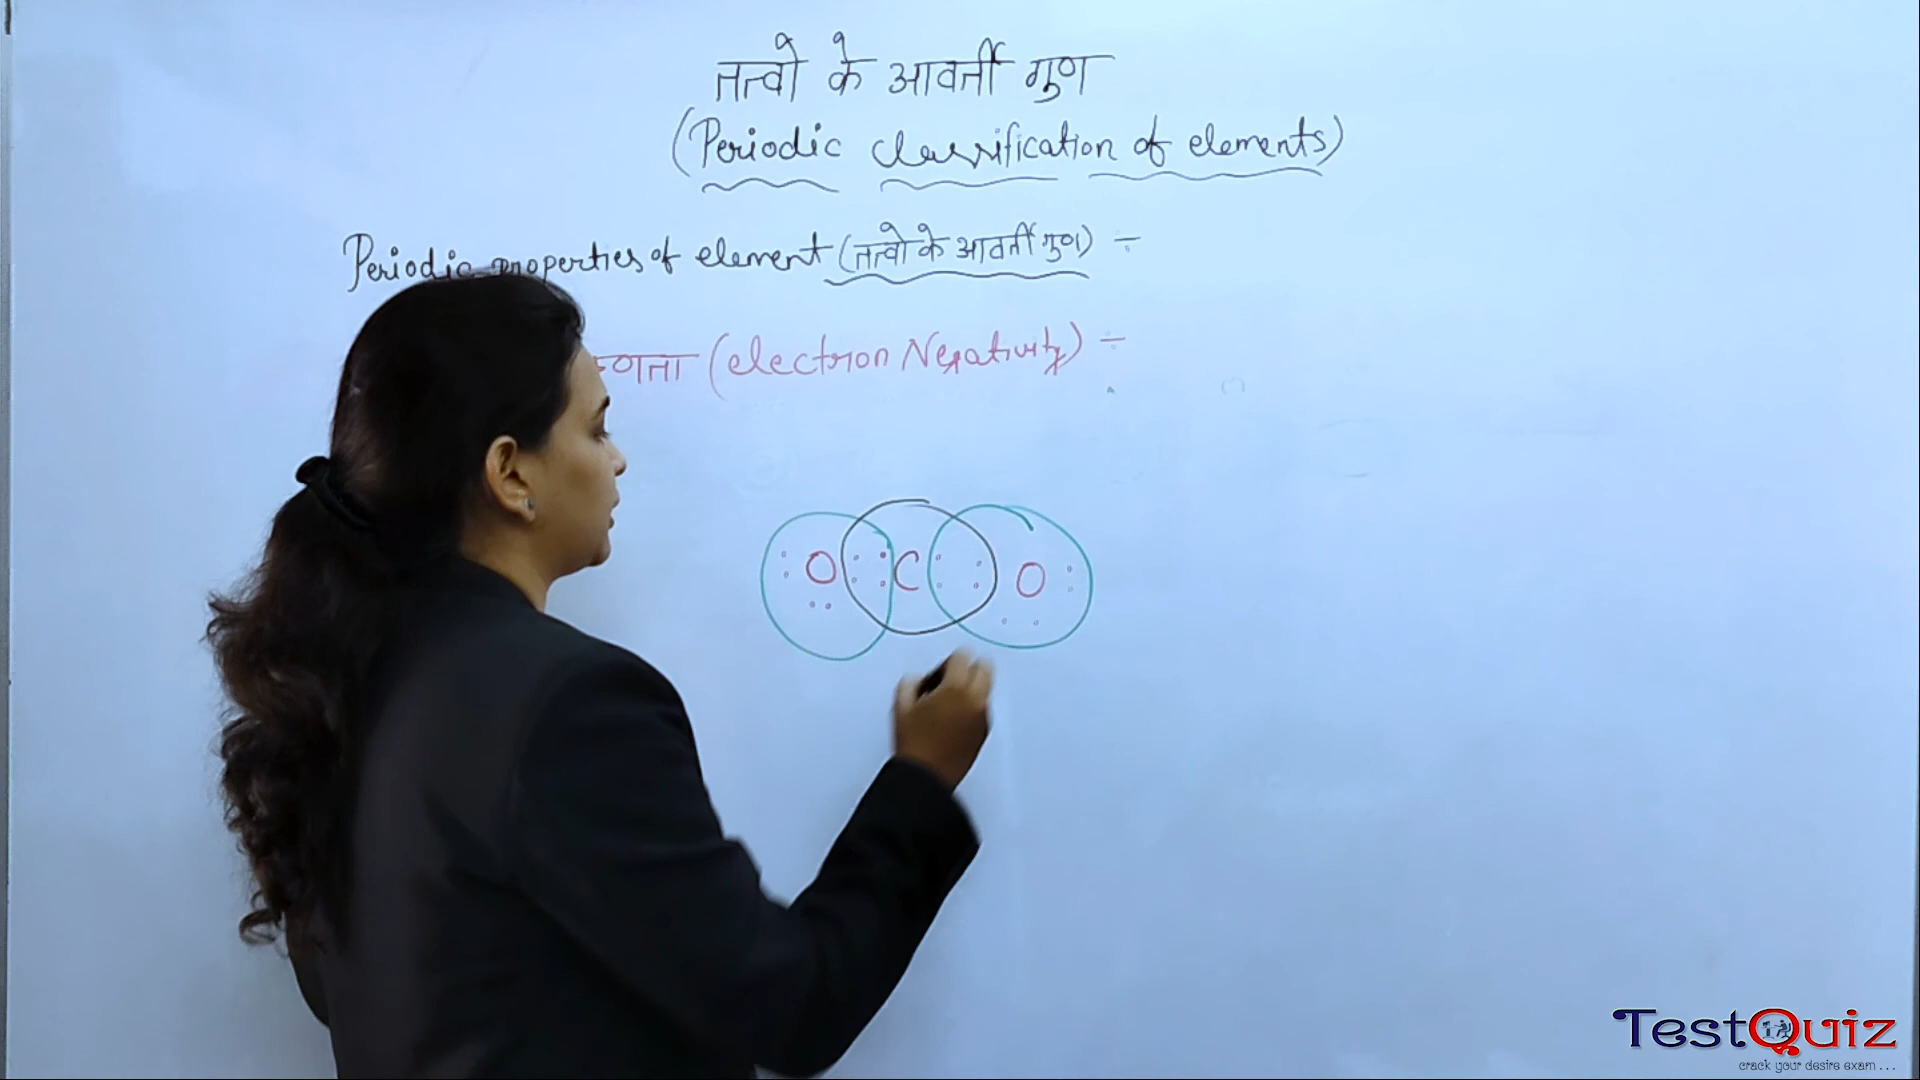 तत्वो के आवर्ती गुण
(Periodic classification of elements)
Periodic properties of element (तत्वो के आवर्ती गुण) ÷
णता (electron Negativity) ÷
O C O
TestQuiz
crack your desire exam ...